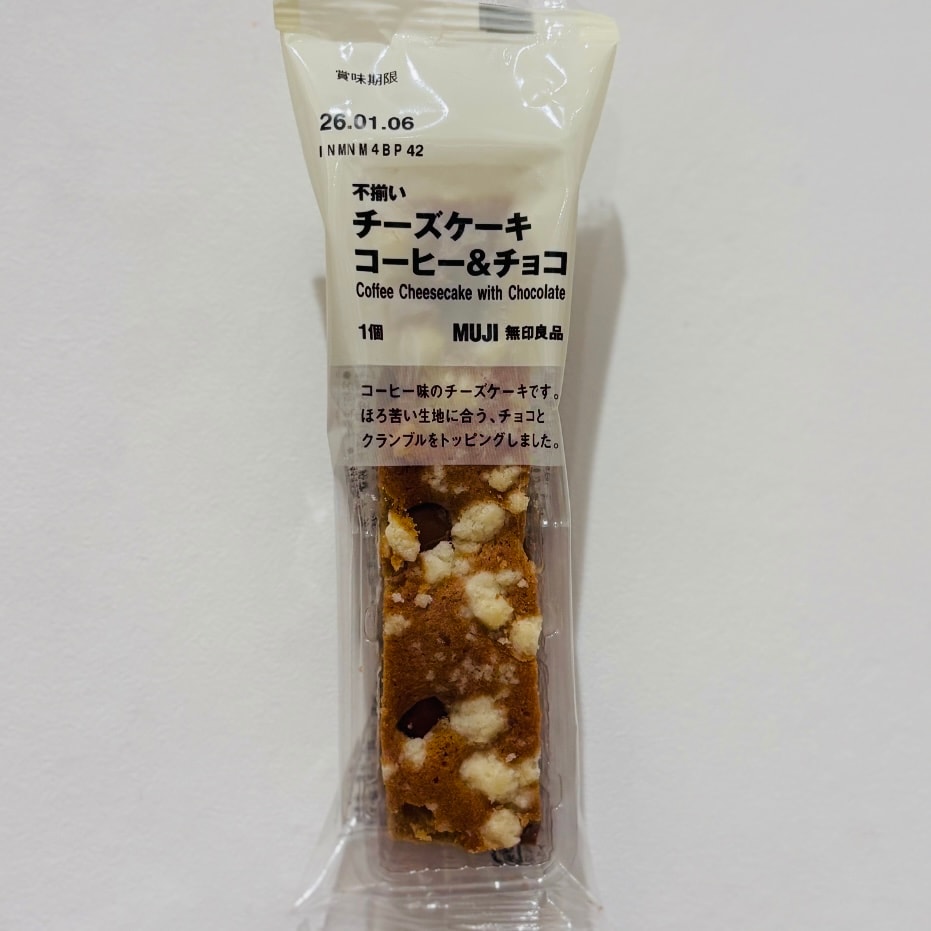 賞味期限
26.01.06
INMNM4BP42
不揃い
チーズケーキ
コーヒー&チョコ
Coffee Cheesecake with Chocolate
1個 MUJI 無印良品
コーヒー味のチーズケーキです。
ほろ苦い生地に合う、チョコと
クランブルをトッピングしました。